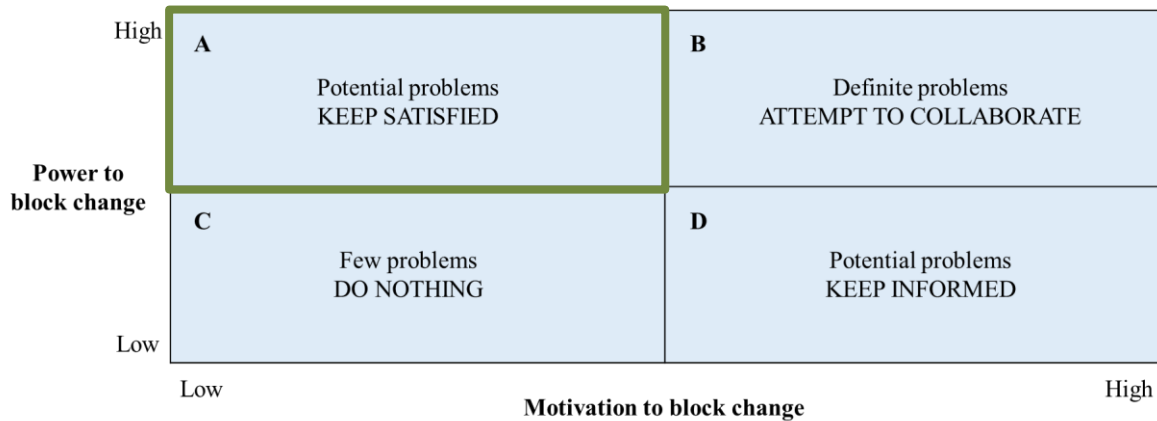 High
A
B
Potential problems
KEEP SATISFIED
Definite problems
ATTEMPT TO COLLABORATE
Power to
block change
C
D
Few problems
DO NOTHING
Potential problems
KEEP INFORMED
Low
Low
High
Motivation to block change